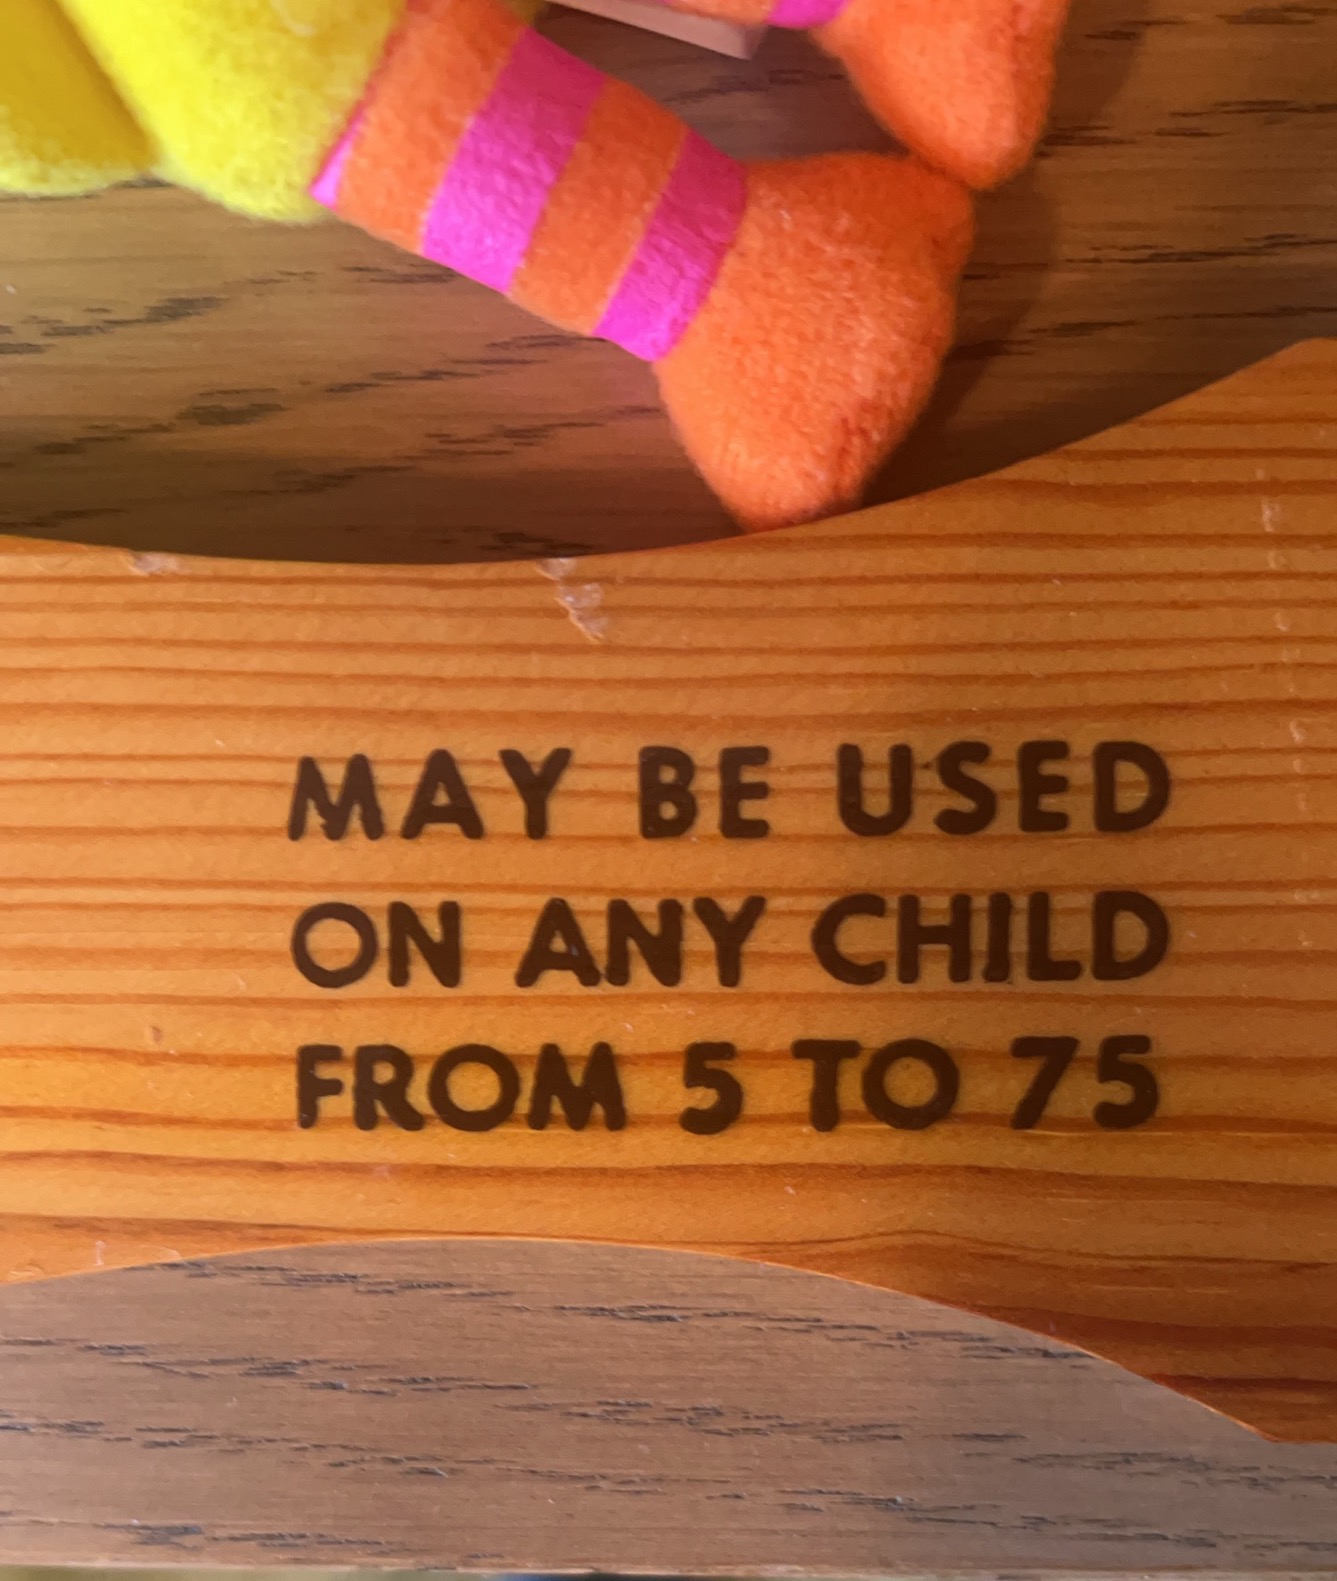 MAY BE USED
ON ANY CHILD
FROM 5 TO 75